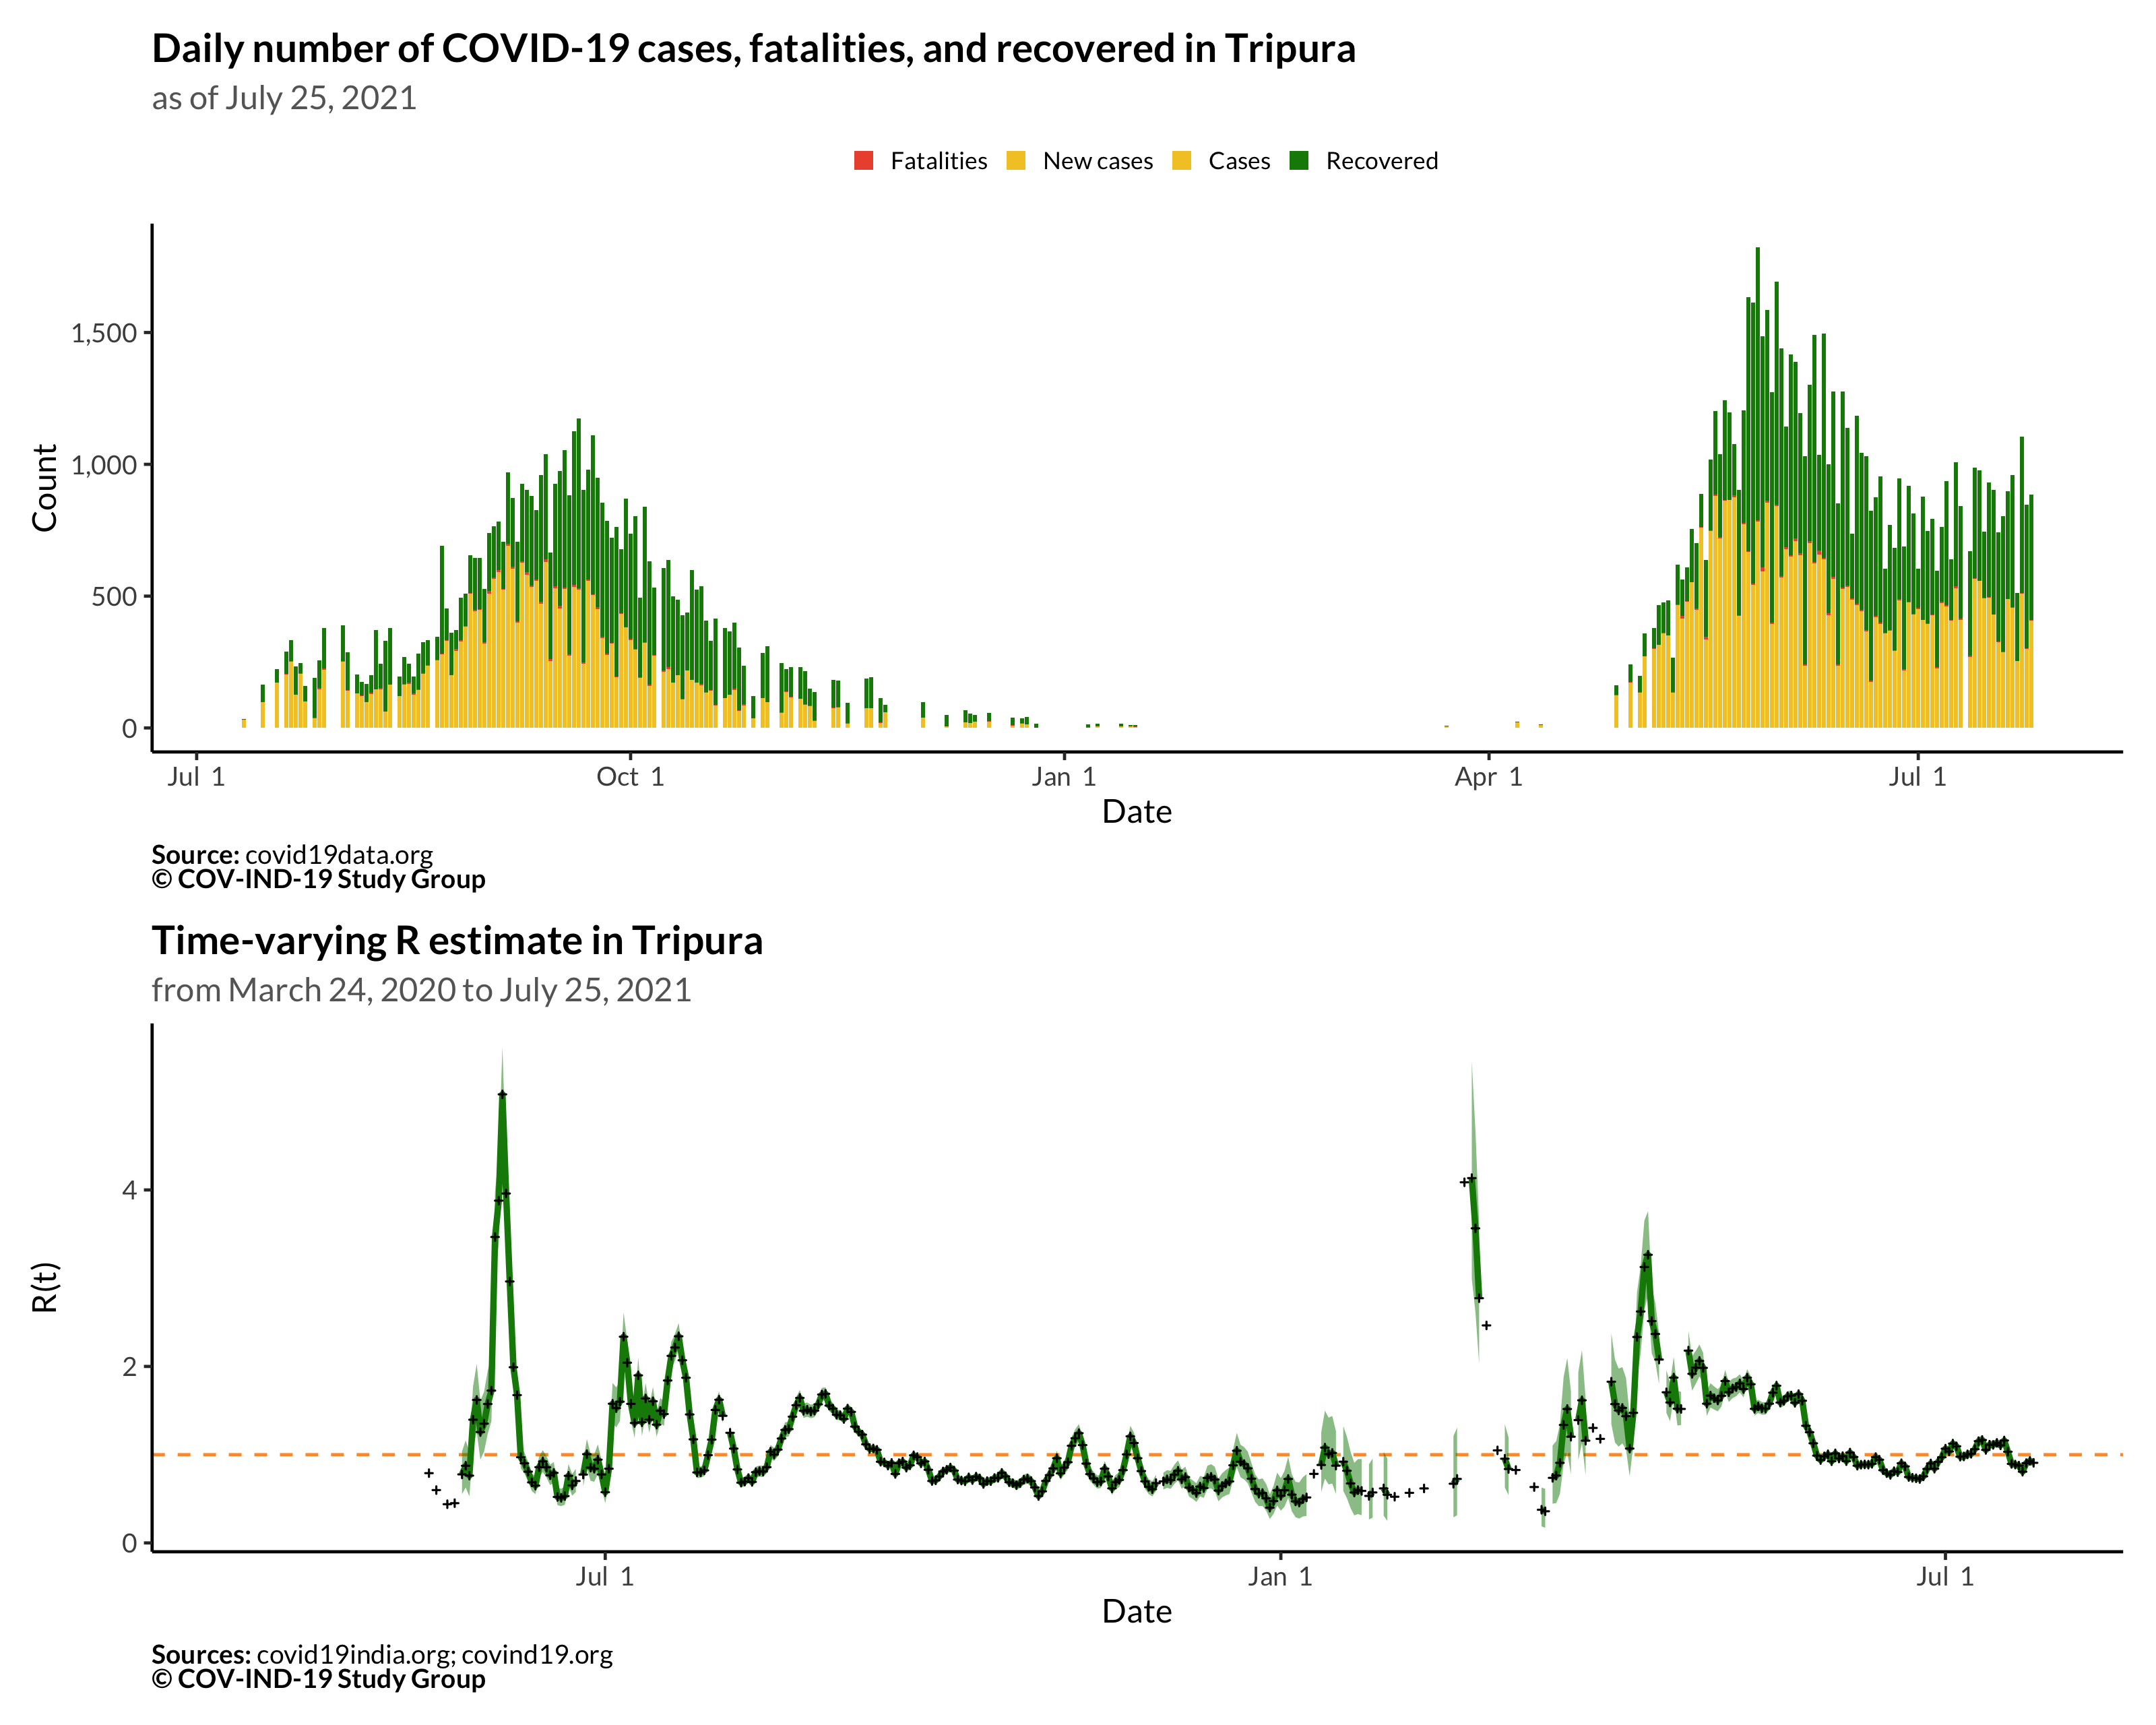 Daily number of COVID-19 cases, fatalities, and recovered in Tripura
as of July 25, 2021
Fatalities New cases Cases Recovered
Count
1,500
1,000
500
0
Jul 1 Oct 1 Jan 1 Apr 1 Jul 1
Date
Source: covid19data.org
© COV-IND-19 Study Group
Time-varying R estimate in Tripura
from March 24, 2020 to July 25, 2021
R(t)
4
2
0
Jul 1 Jan 1 Jul 1
Date
Sources: covid19india.org; covind19.org
© COV-IND-19 Study Group